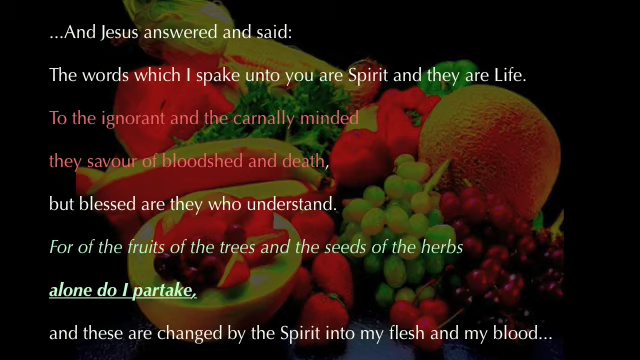 ...And Jesus answered and said:
The words which I spake unto you are Spirit and they are Life.
To the ignorant and the carnally minded
they savour of bloodshed and death,
but blessed are they who understand.
For of the fruits of the trees and the seeds of the herbs
alone do I partake,
and these are changed by the Spirit into my flesh and my blood...